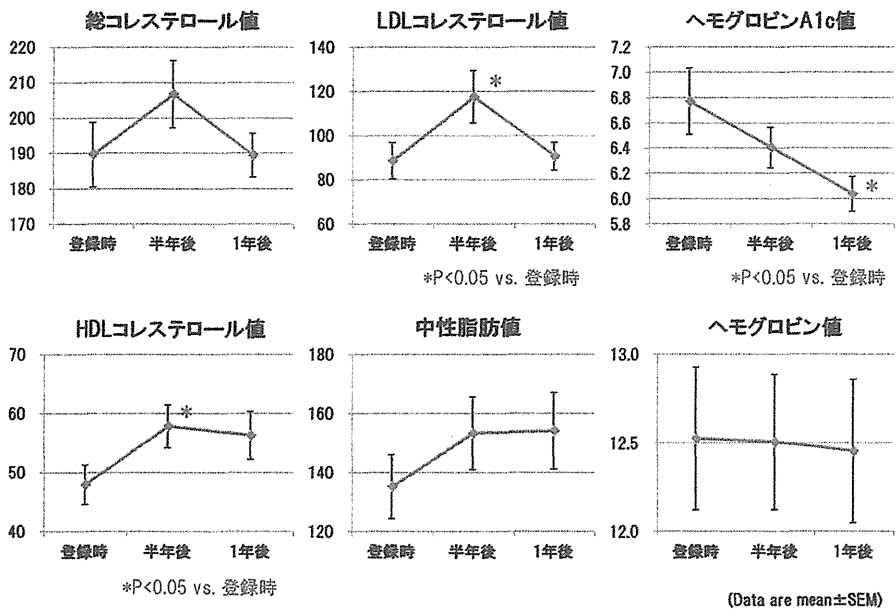 総コレステロール値
220
210
200
190
180
170
登録時 半年後 1年後
LDLコレステロール値
140
120
100
80
60
*
登録時 半年後 1年後
*P<0.05 vs. 登録時
ヘモグロビンA1c値
7.2
7.0
6.8
6.6
6.4
6.2
6.0
5.8
*
登録時 半年後 1年後
*P<0.05 vs. 登録時
HDLコレステロール値
70
60
50
40
*
登録時 半年後 1年後
*P<0.05 vs. 登録時
中性脂肪値
180
160
140
120
登録時 半年後 1年後
ヘモグロビン値
13.0
12.5
12.0
登録時 半年後 1年後
(Data are mean±SEM)